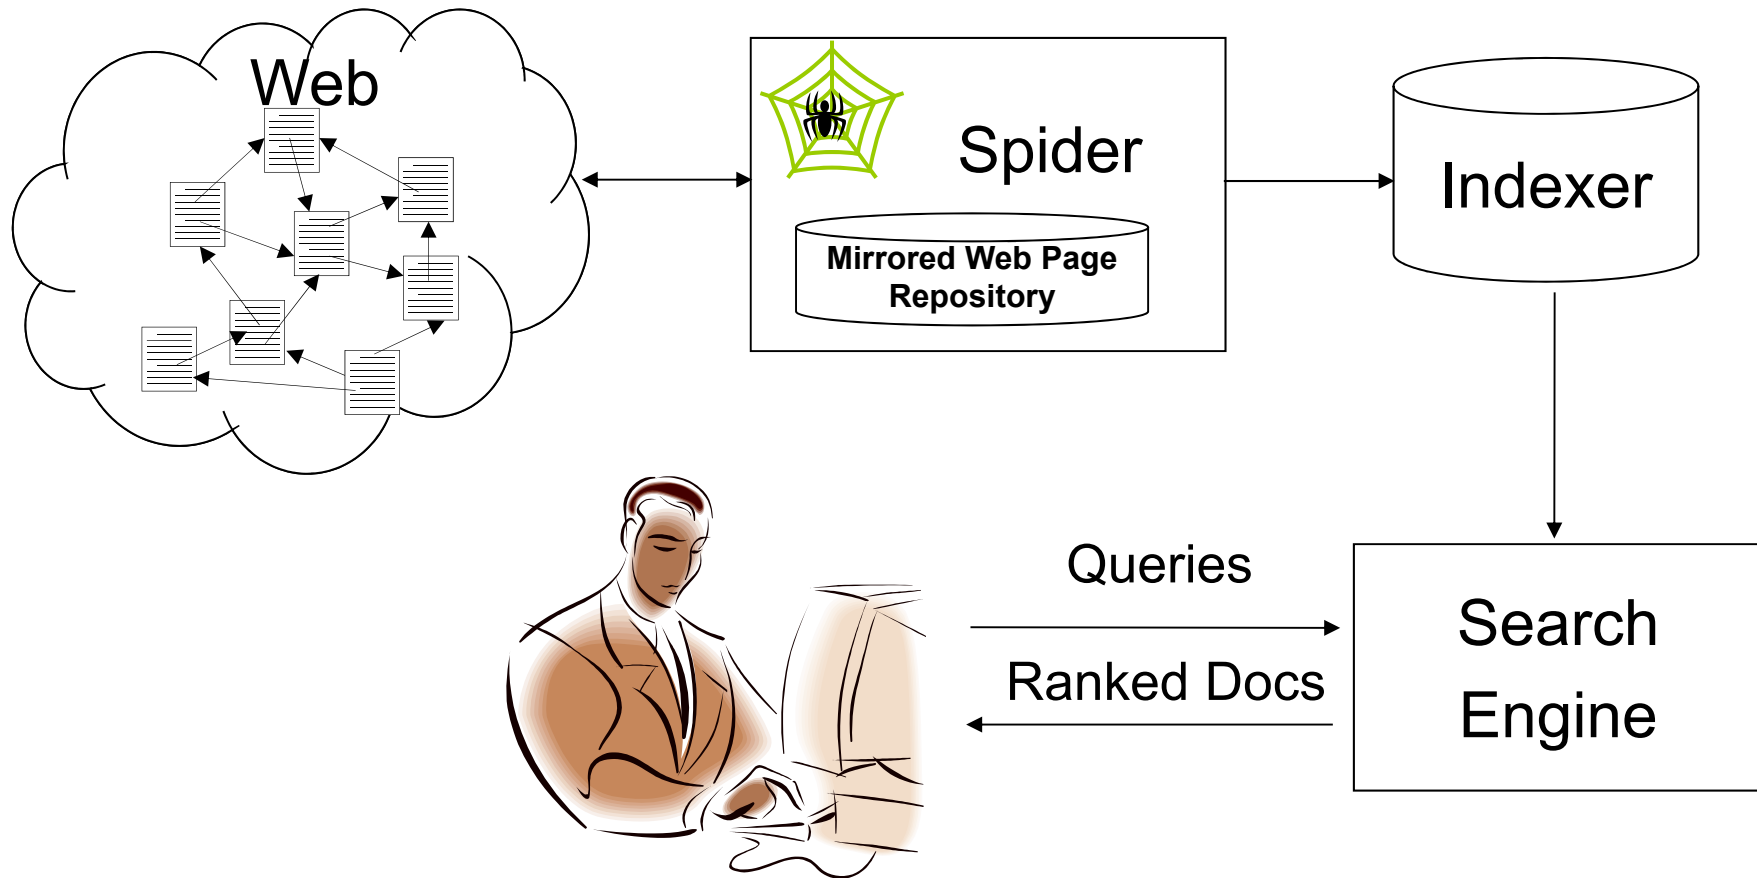 Web
Spider
Mirrored Web Page
Repository
Indexer
Queries
Ranked Docs
Search
Engine